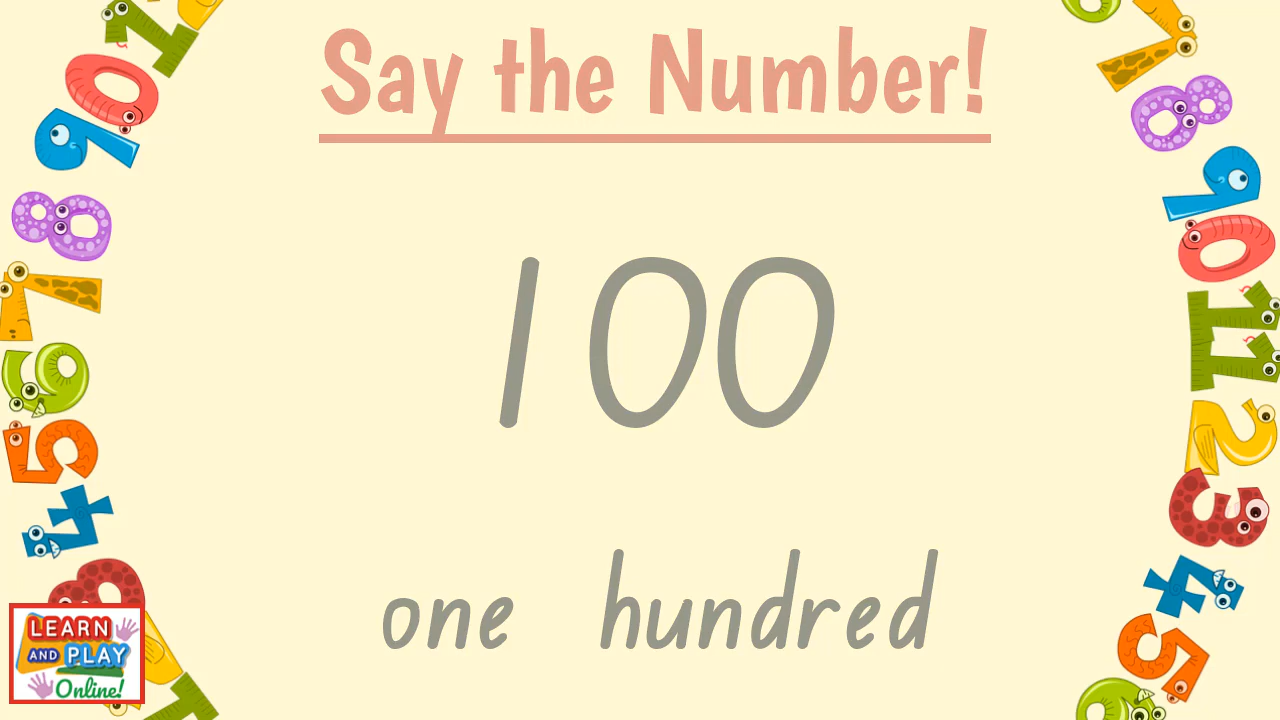 Say the Number!
100
one hundred
LEARN
AND PLAY
Online!